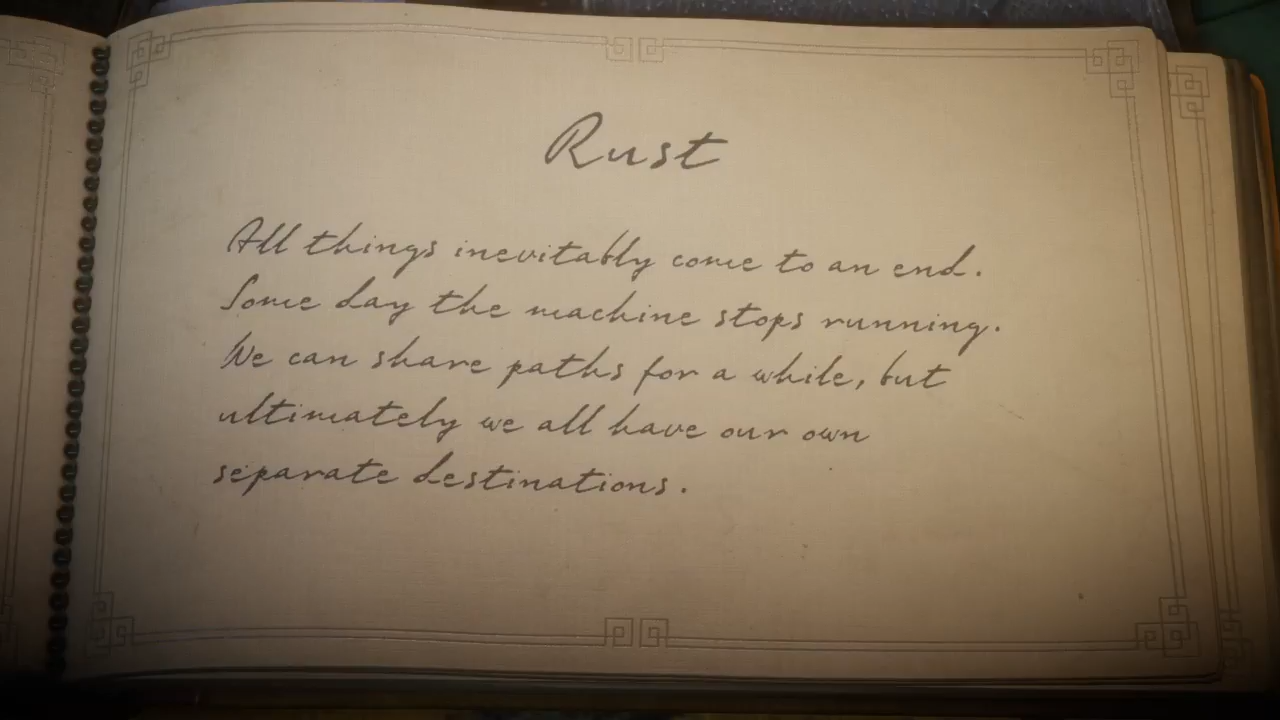 Rust
All things inevitably come to an end.
Some day the machine stops running.
We can share paths for a while, but
ultimately we all have our own
separate destinations.